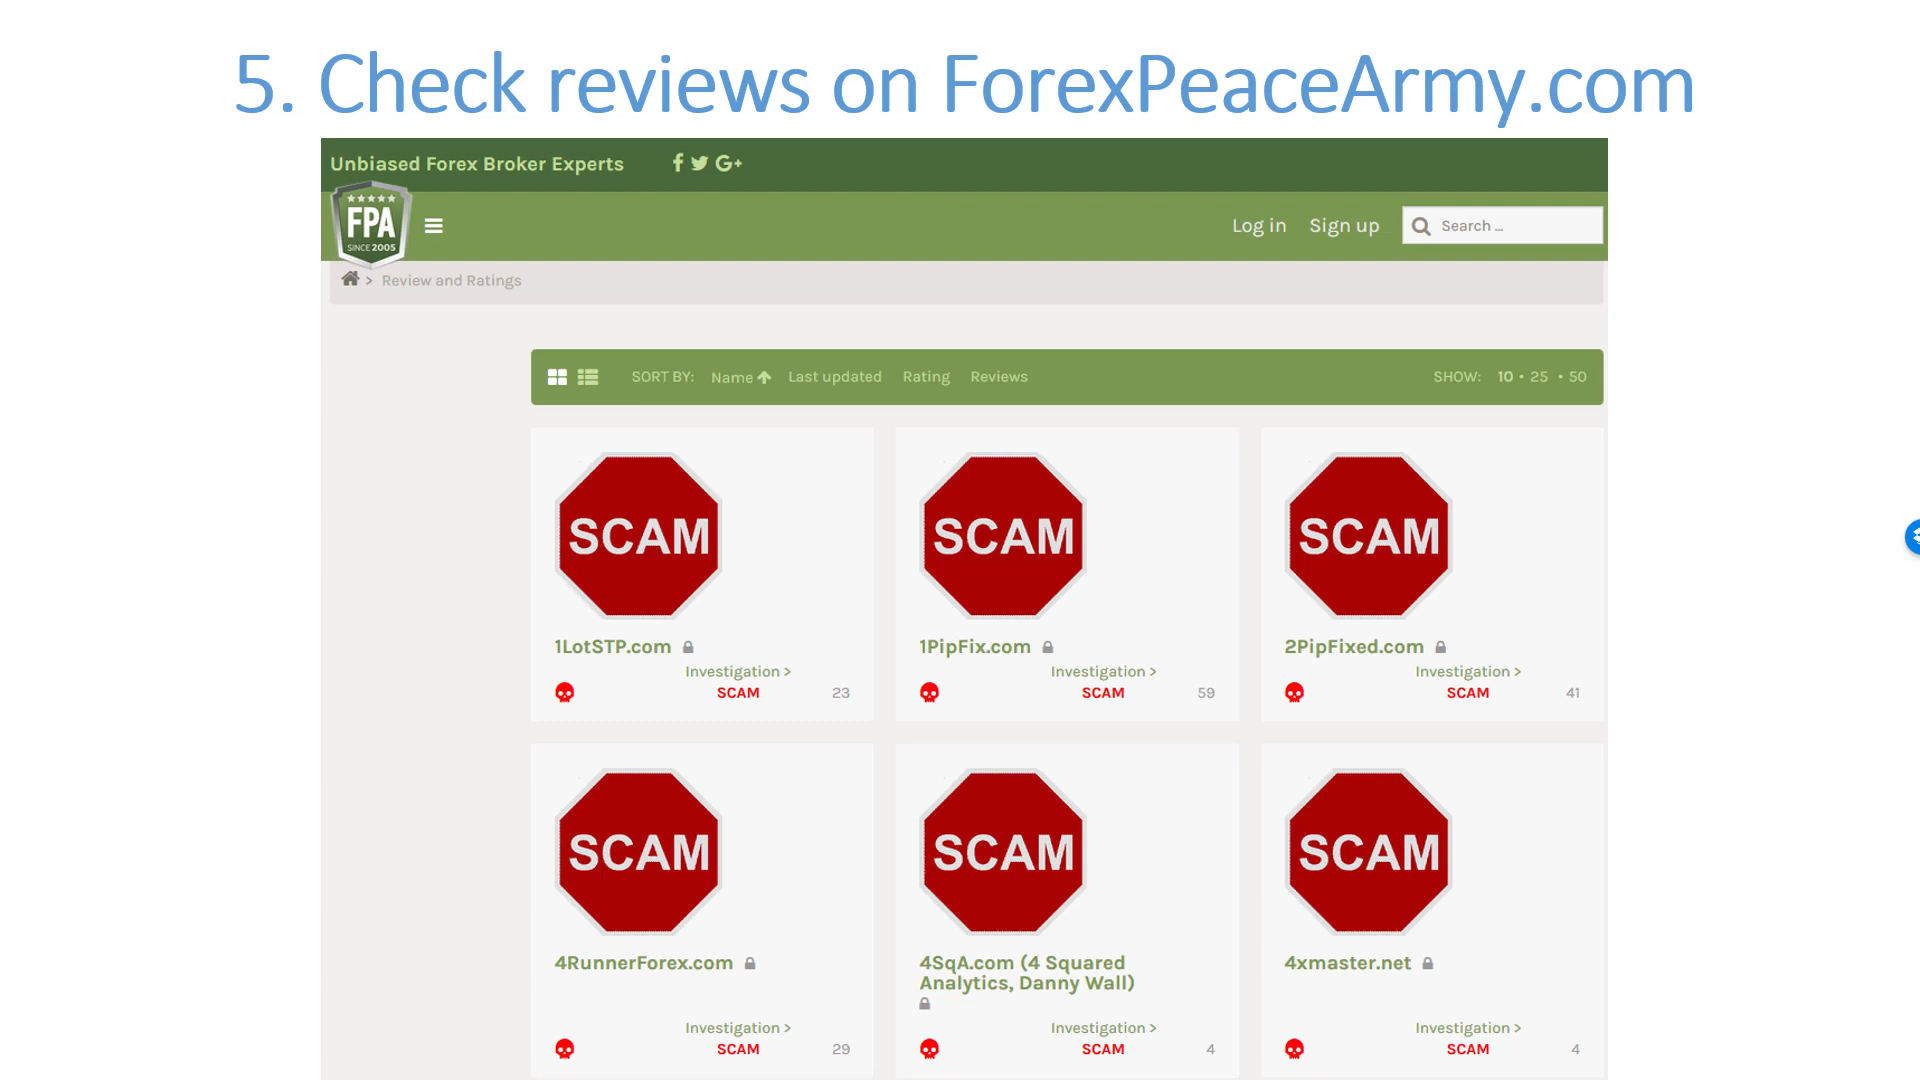 5. Check reviews on ForexPeaceArmy.com
Unbiased Forex Broker Experts
FPA
SINCE 2005
Log in Sign up Search ...
> Review and Ratings
SORT BY: Name Last updated Rating Reviews SHOW: 10 • 25 • 50
SCAM SCAM SCAM
1LotSTP.com 1PipFix.com 2PipFixed.com
Investigation > Investigation > Investigation >
SCAM 23 SCAM 59 SCAM 41
SCAM SCAM SCAM
4RunnerForex.com 4SqA.com (4 Squared 4xmaster.net
Analytics, Danny Wall)
Investigation > Investigation > Investigation >
SCAM 29 SCAM 4 SCAM 4